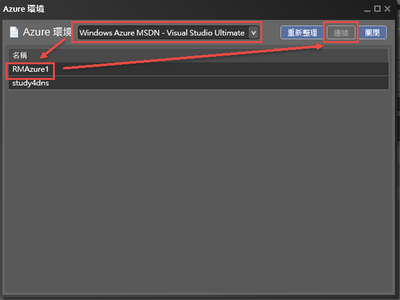 Azure 環境
Azure 環境 Windows Azure MSDN - Visual Studio Ultimate 重新整理 連結 關閉
名稱
RMAzure1
study4dns